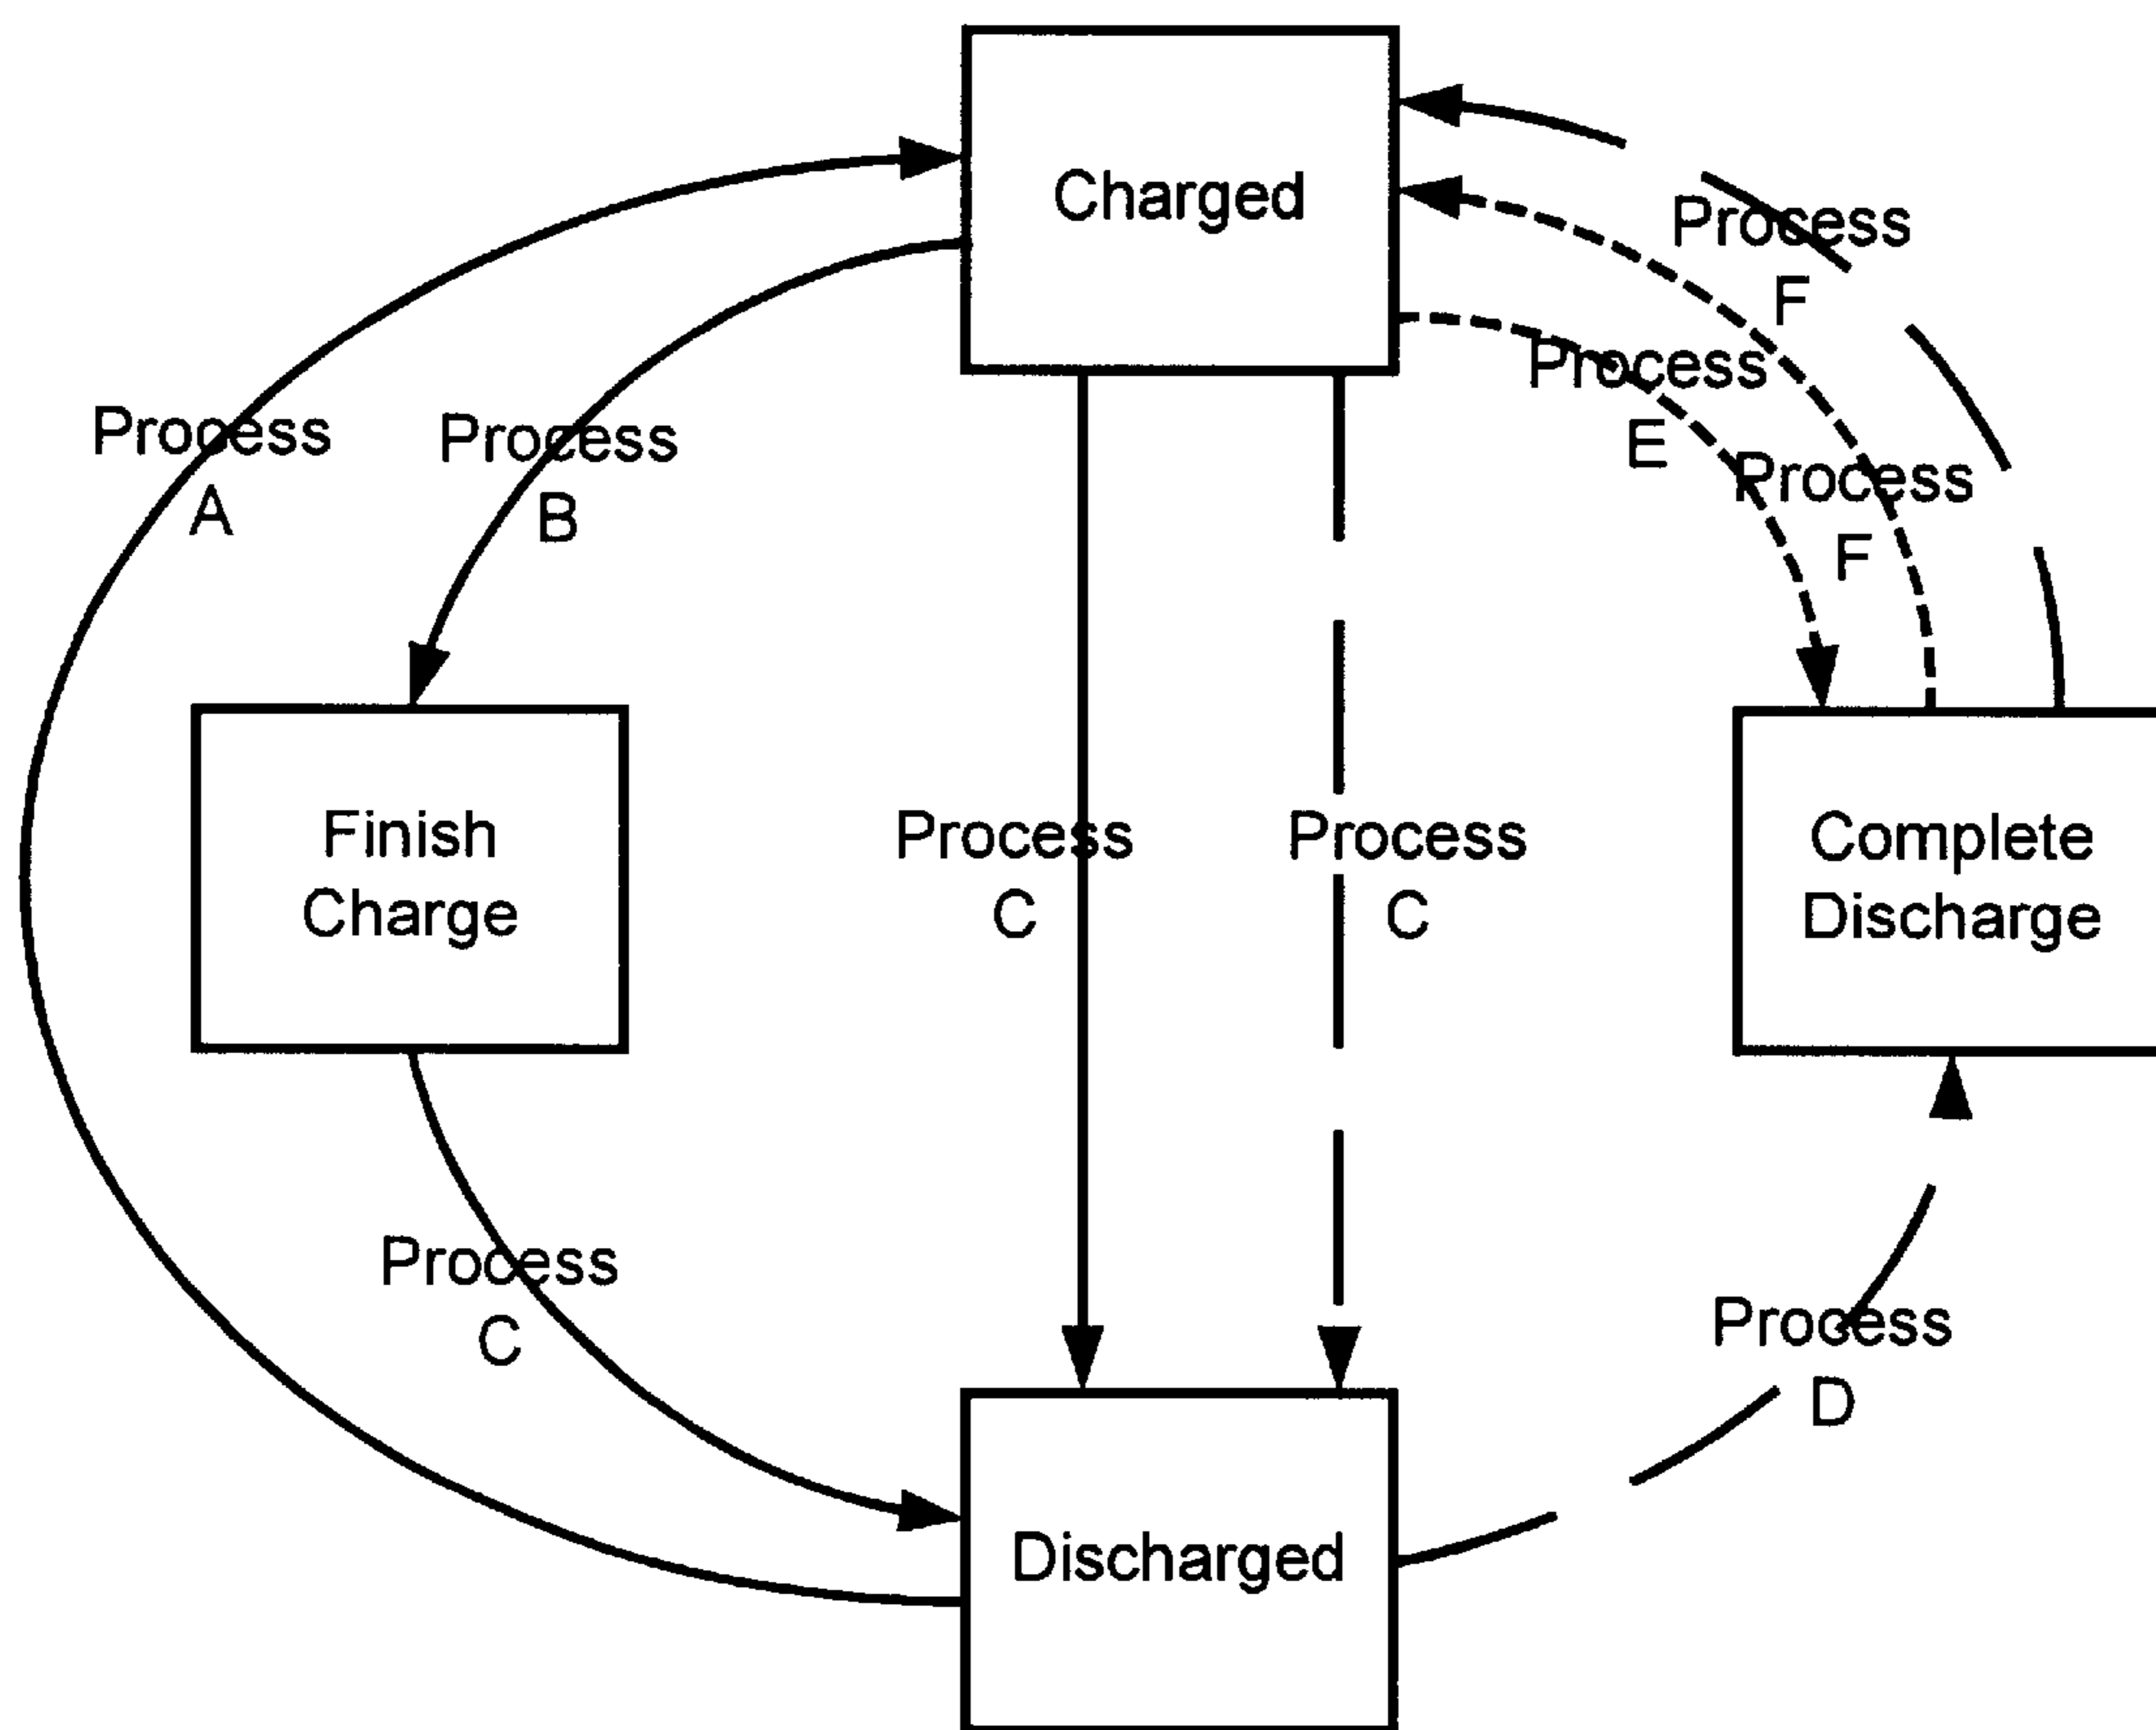 Charged
Process
F
Process
E
Process
A
Process
B
Process
F
Finish
Charge
Process
C
Process
C
Complete
Discharge
Process
C
Process
D
Discharged